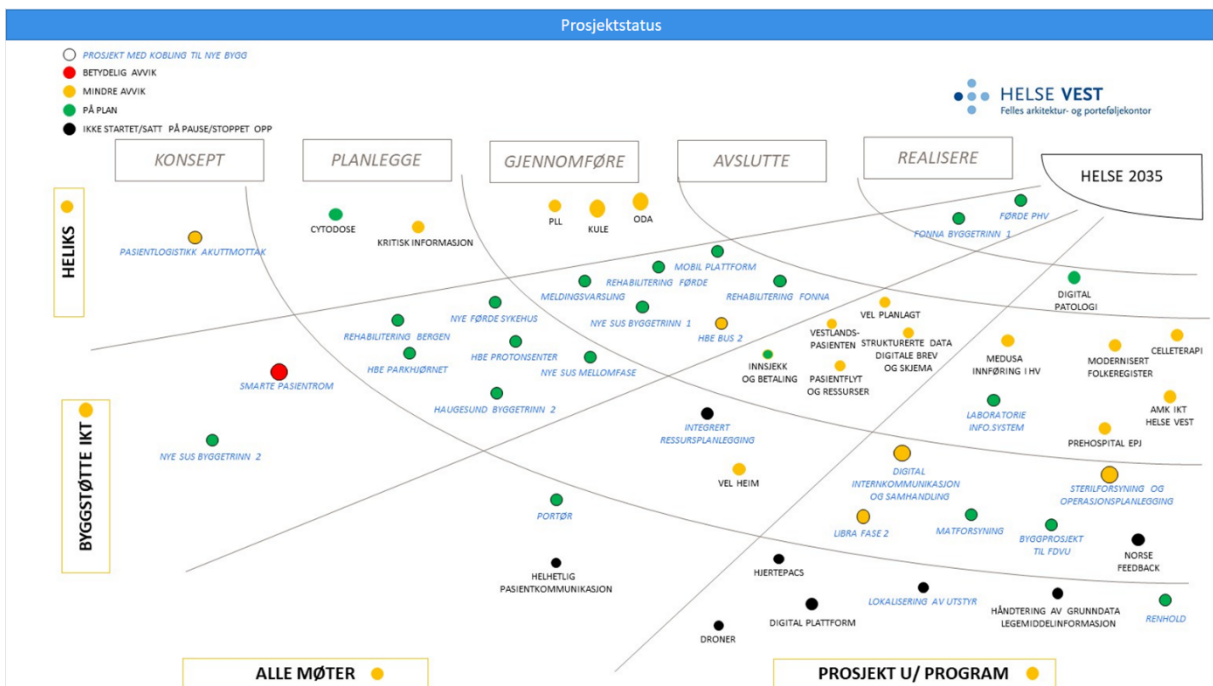 Prosjektstatus
PROSJEKT MED KOBLING TIL NYE BYGG
BETYDELIG AVVIK
MINDRE AVVIK
PÅ PLAN
IKKE STARTET/SATT PÅ PAUSE/STOPPET OPP
HELSE VEST
Felles arkitektur- og porteføljekontor
KONSEPT
PLANLEGGE
GJENNOMFØRE
AVSLUTTE
REALISERE
HELSE 2035
HELIKS
PASIENTLOGISTIKK AKUTTMOTTAK
CYTODOSE
KRITISK INFORMASJON
PLL
KULE
ODA
FØRDE PHV
FONNA BYGGETRINN 1
MOBIL PLATTFORM
REHABILITERING FØRDE
MELDINGSVARSLING
REHABILITERING FONNA
NYE FØRDE SYKEHUS
NYE SUS BYGGETRINN 1
REHABILITERING BERGEN
HBE PROTONSENTER
HBE BUS 2
HBE PARKHJØRNET
NYE SUS MELLOMFASE
SMARTE PASIENTROM
HAUGESUND BYGGETRINN 2
NYE SUS BYGGETRINN 2
BYGGSTØTTE IKT
DIGITAL
PATOLOGI
VEL PLANLAGT
VESTLANDS-
PASIENTEN
STRUKTURERTE DATA
DIGITALE BREV
OG SKJEMA
INNSJEKK
OG BETALING
PASIENTFLYT
OG RESSURSER
MEDUSA
INNFØRING I HV
MODERNISERT
FOLKEREGISTER
CELLETERAPI
INTEGRERT
RESSURSPLANLEGGING
LABORATORIE
INFO.SYSTEM
AMK IKT
HELSE VEST
PREHOSPITAL EPJ
VEL HEIM
DIGITAL
INTERNKOMMUNIKASJON
OG SAMHANDLING
STERILFORSYNING OG
OPERASJONSPLANLEGGING
PORTØR
LIBRA FASE 2
MATFORSYNING
BYGGPROSJEKT
TIL FDVU
NORSE
FEEDBACK
HELHETLIG
PASIENTKOMMUNIKASJON
HJERTEPACS
LOKALISERING AV UTSTYR
HÅNDTERING AV GRUNNDATA
LEGEMIDDELINFORMASJON
RENHOLD
DIGITAL PLATTFORM
DRONER
ALLE MØTER
PROSJEKT U/ PROGRAM